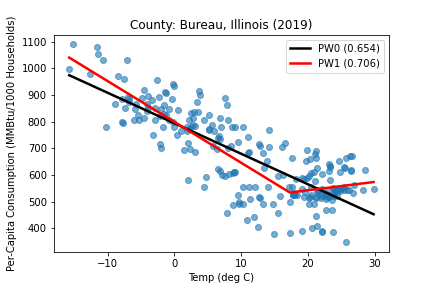 County: Bureau, Illinois (2019)
Per-Capita Consumption (MMBtu/1000 Households)
1100
1000
900
800
700
600
500
400
PW0 (0.654)
PW1 (0.706)
−10
0
10
20
30
Temp (deg C)